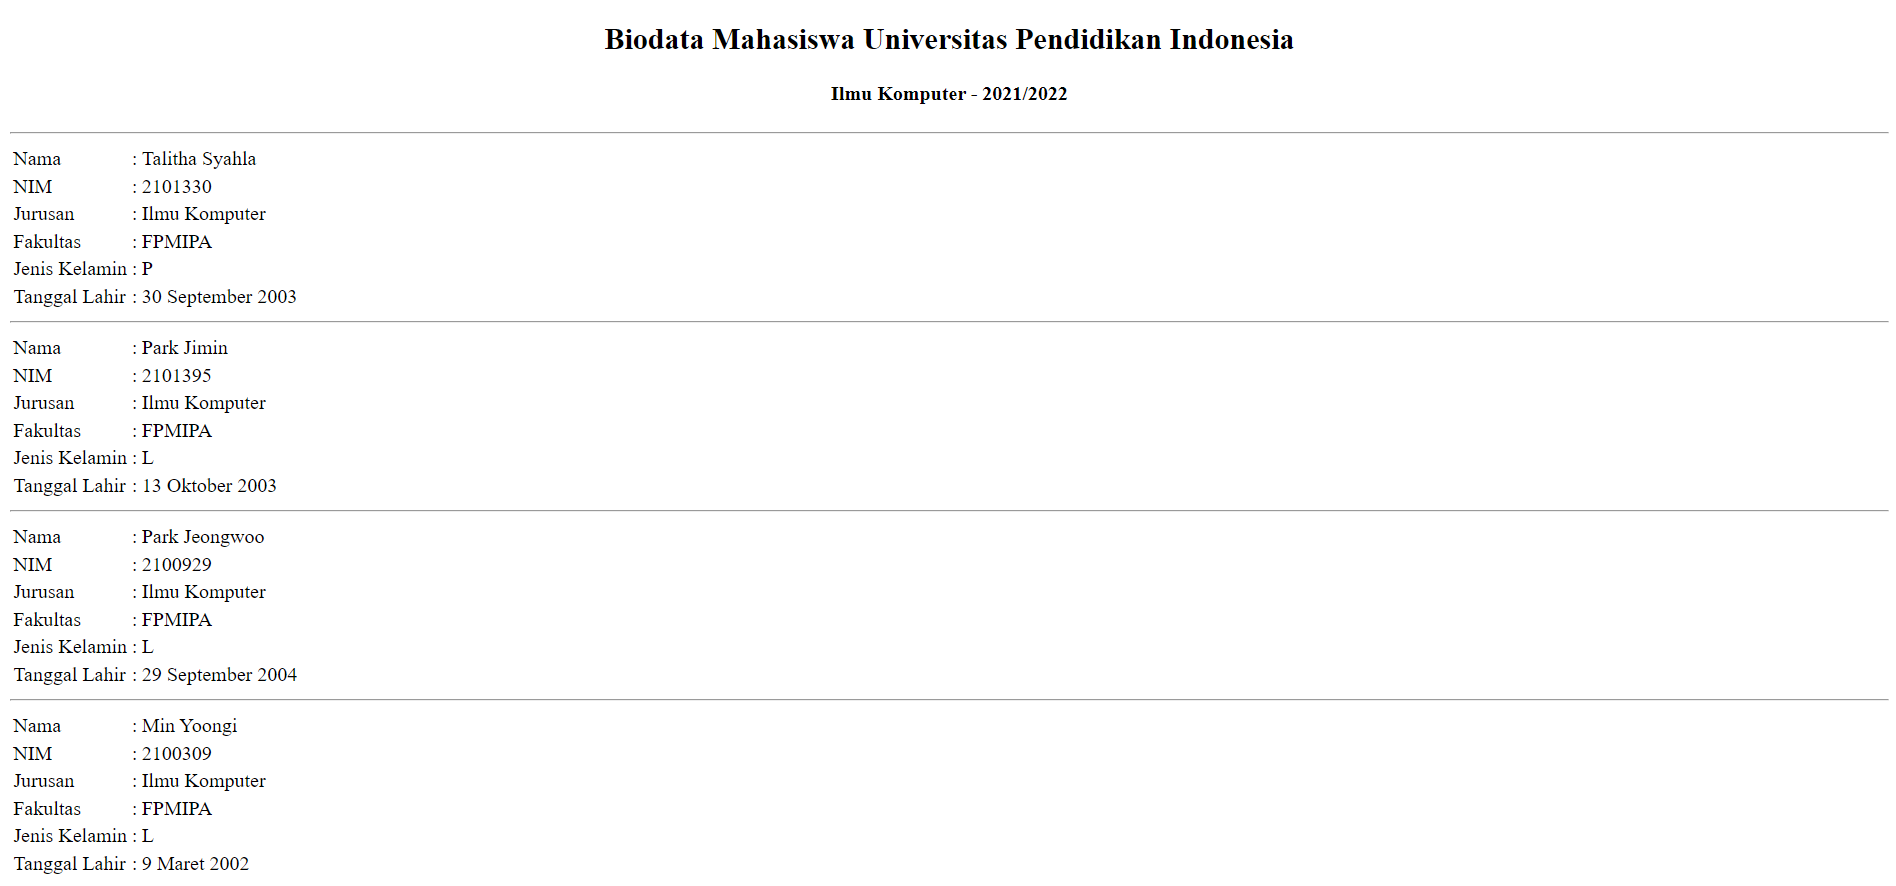 Biodata Mahasiswa Universitas Pendidikan Indonesia
Ilmu Komputer - 2021/2022
Nama : Talitha Syahla
NIM : 2101330
Jurusan : Ilmu Komputer
Fakultas : FPMIPA
Jenis Kelamin : P
Tanggal Lahir : 30 September 2003
Nama : Park Jimin
NIM : 2101395
Jurusan : Ilmu Komputer
Fakultas : FPMIPA
Jenis Kelamin : L
Tanggal Lahir : 13 Oktober 2003
Nama : Park Jeongwoo
NIM : 2100929
Jurusan : Ilmu Komputer
Fakultas : FPMIPA
Jenis Kelamin : L
Tanggal Lahir : 29 September 2004
Nama : Min Yoongi
NIM : 2100309
Jurusan : Ilmu Komputer
Fakultas : FPMIPA
Jenis Kelamin : L
Tanggal Lahir : 9 Maret 2002